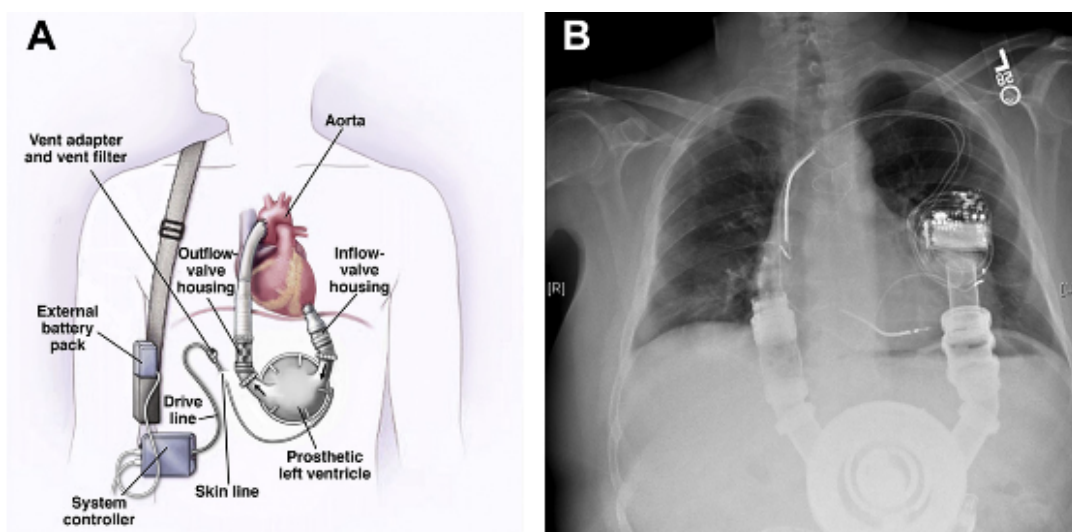 A
Vent adapter
and vent filter
Aorta
Outflow-
valve
housing
Inflow-
valve
housing
External
battery
pack
Drive
line
Prosthetic
left ventricle
Skin line
System
controller
B
L
[R]